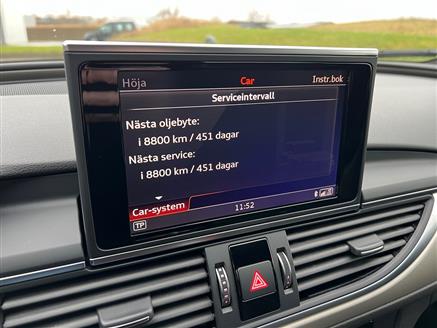 Höja Car Instr.bok
Serviceintervall
Nästa oljebyte:
i 8800 km / 451 dagar
Nästa service:
i 8800 km / 451 dagar
Car-system 11:52
TP